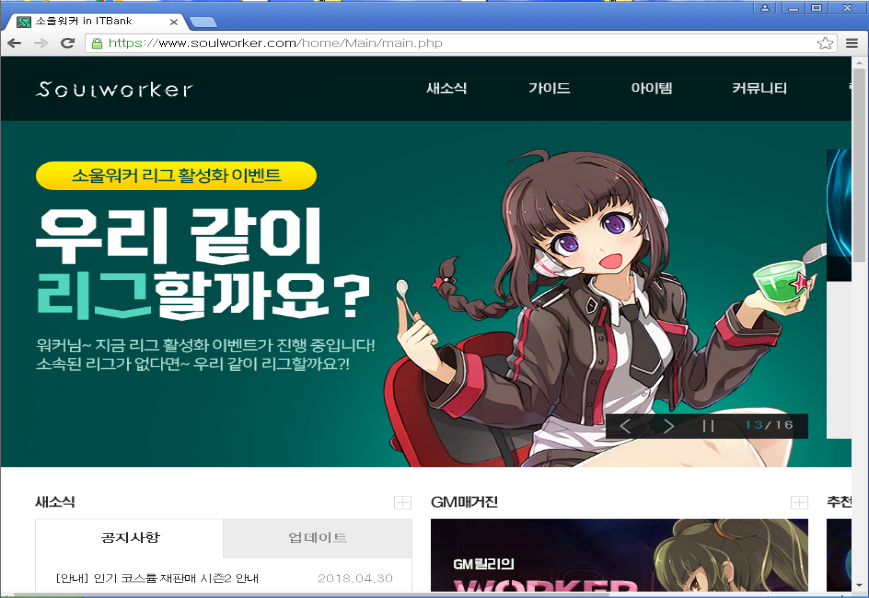 소울워커 in ITBank
https://www.soulworker.com/home/Main/main.php
Soulworker
새소식
가이드
아이템
커뮤니티
소울워커 리그 활성화 이벤트
우리 같이
리그할까요?
워커님~ 지금 리그 활성화 이벤트가 진행 중입니다!
소속된 리그가 없다면~ 우리 같이 리그할까요?!
13/16
새소식
공지사항
업데이트
[안내] 인기 코스튬 재판매 시즌2 안내
2018.04.30
GM매거진
GM릴리의
WORKER
추천